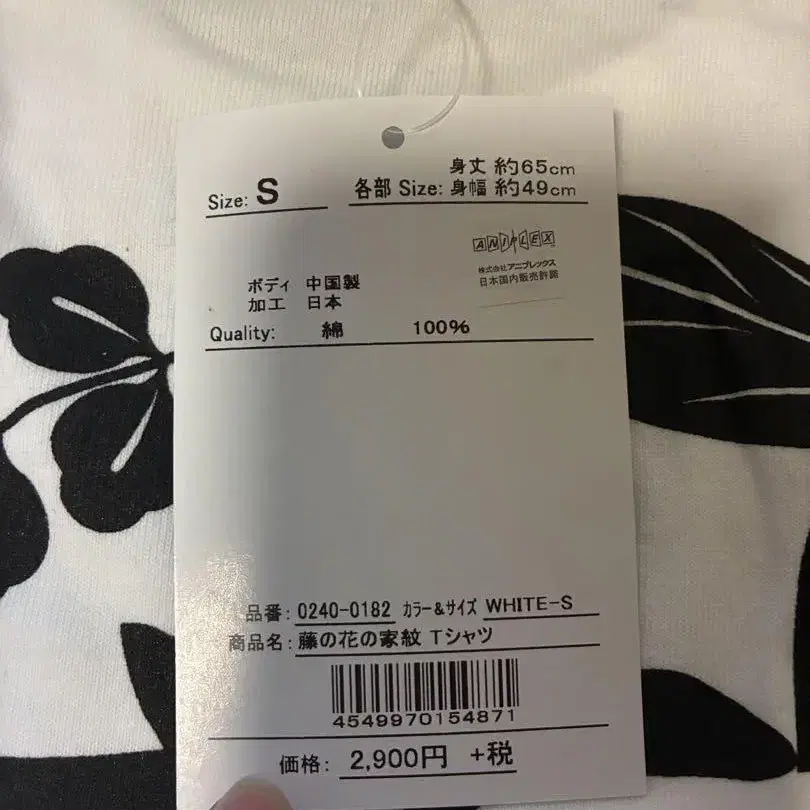 Size: S
身丈 約65cm
各部 Size: 身幅 約49cm
ANIPLEX
株式会社アニプレックス
日本国内販売許諾
ボディ 中国製
加工 日本
Quality: 綿 100%
品番: 0240-0182 カラー&サイズ WHITE-S
商品名: 藤の花の家紋 Tシャツ
4549970154871
価格: 2,900円 +税